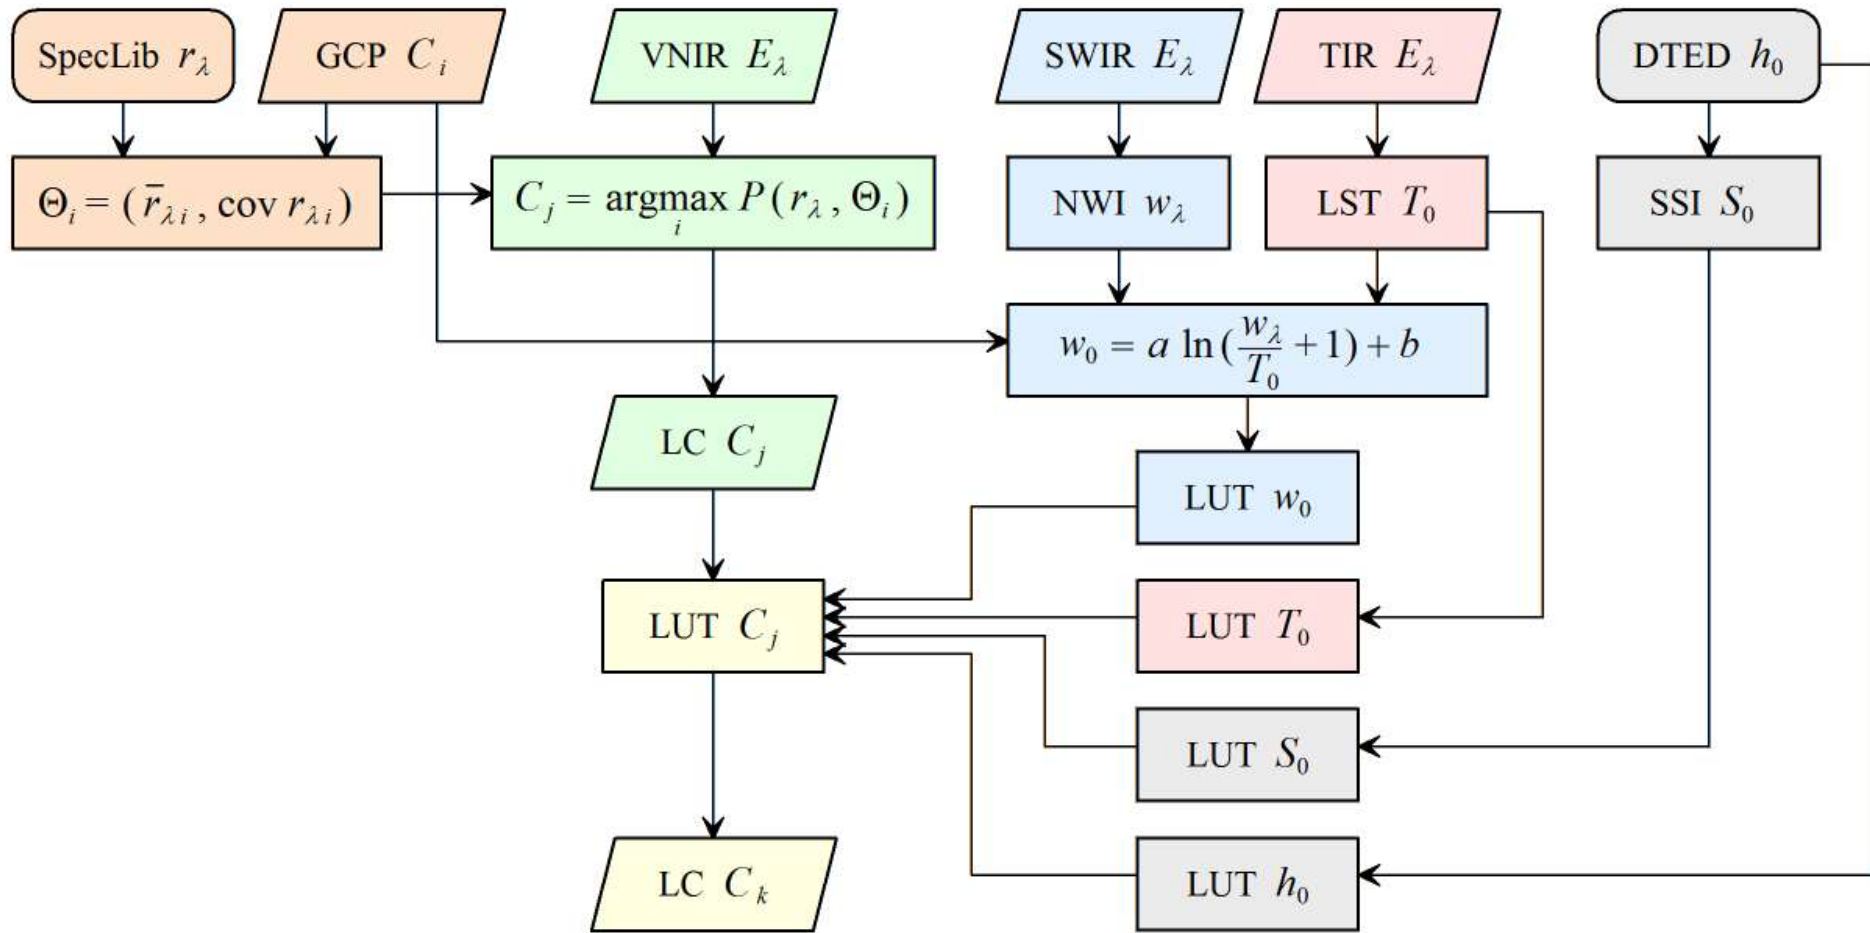 SpecLib r_λ
GCP C_i
VNIR E_λ
SWIR E_λ
TIR E_λ
DTED h_0
Θ_i = (r̄_λi , cov r_λi)
C_j = argmax_i P(r_λ , Θ_i)
NWI w_λ
LST T_0
SSI S_0
w_0 = a ln(w_λ/T_0 + 1) + b
LC C_j
LUT w_0
LUT C_j
LUT T_0
LUT S_0
LC C_k
LUT h_0